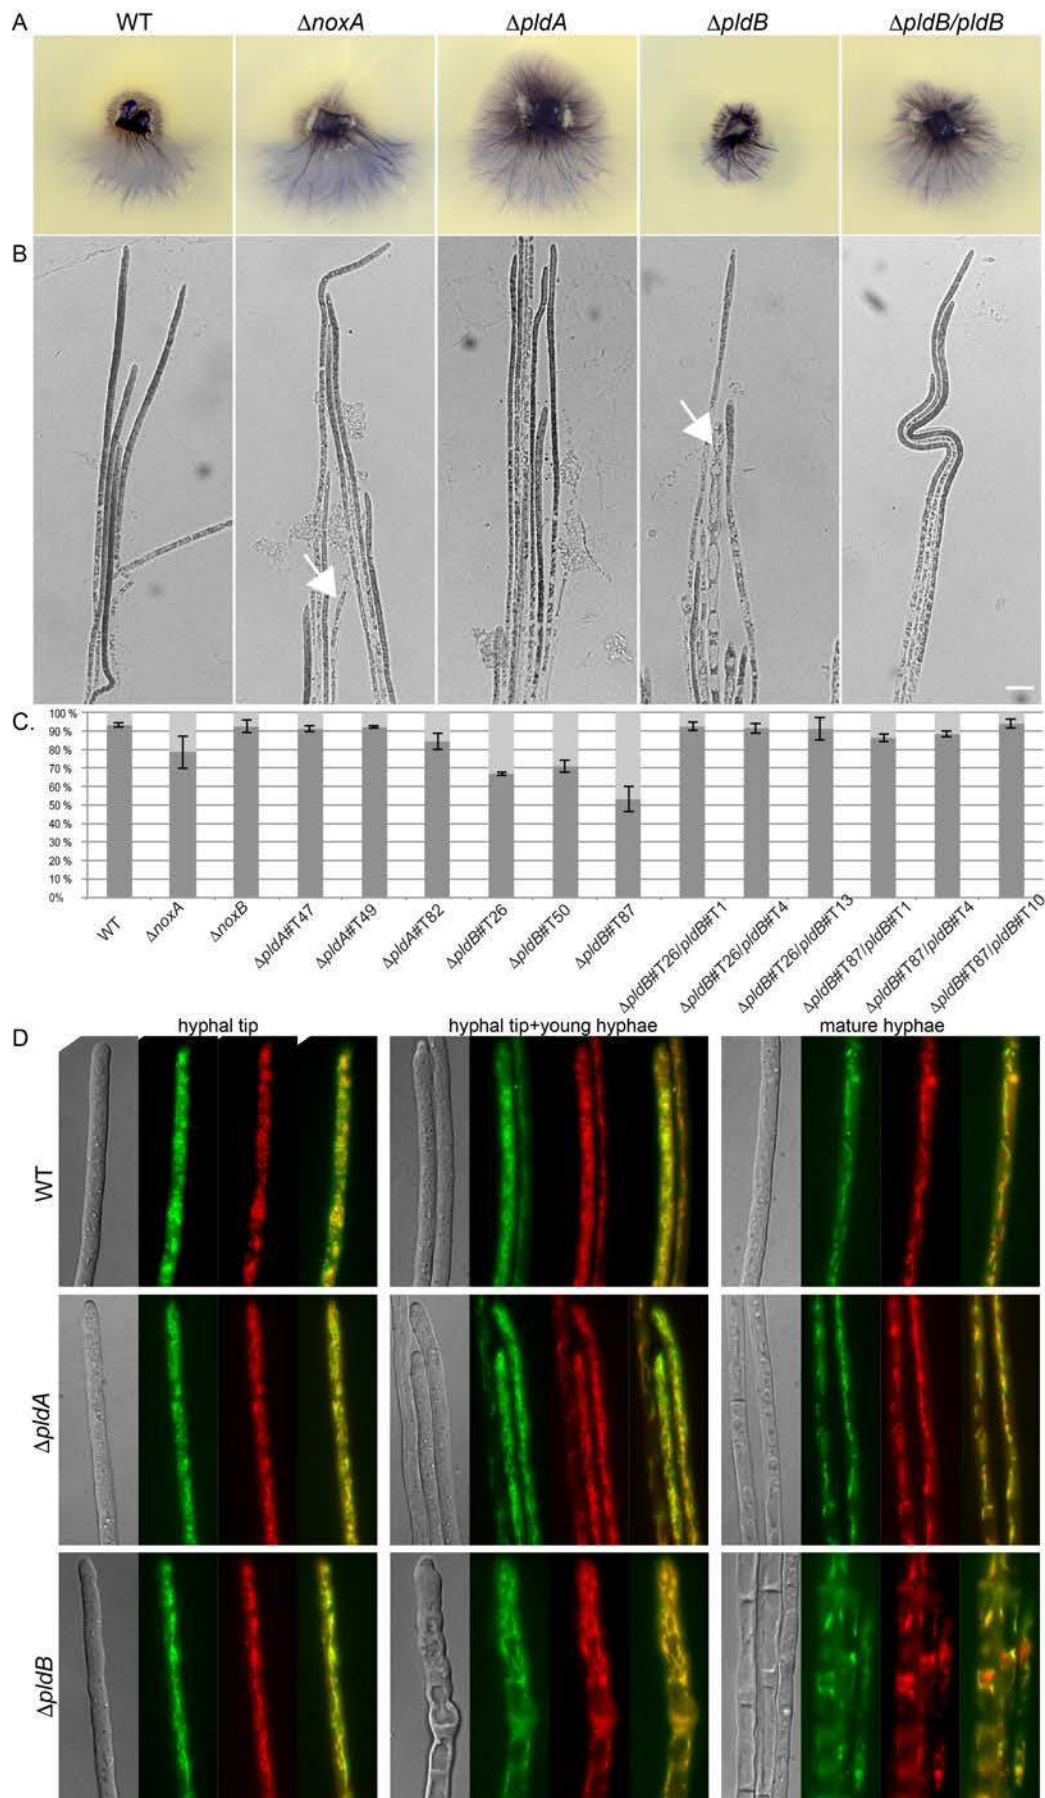 A WT ΔnoxA ΔpldA ΔpldB ΔpldB/pldB
B
C.
100 %
90 %
80 %
70 %
60 %
50 %
40 %
30 %
20 %
10 %
0%
WT ΔnoxA ΔnoxB ΔpldA#T47 ΔpldA#T49 ΔpldA#T82 ΔpldB#T26 ΔpldB#T50 ΔpldB#T87 ΔpldB#T26/pldB#T1 ΔpldB#T26/pldB#T4 ΔpldB#T26/pldB#T13 ΔpldB#T87/pldB#T1 ΔpldB#T87/pldB#T4 ΔpldB#T87/pldB#T10
D hyphal tip hyphal tip+young hyphae mature hyphae
WT
ΔpldA
ΔpldB